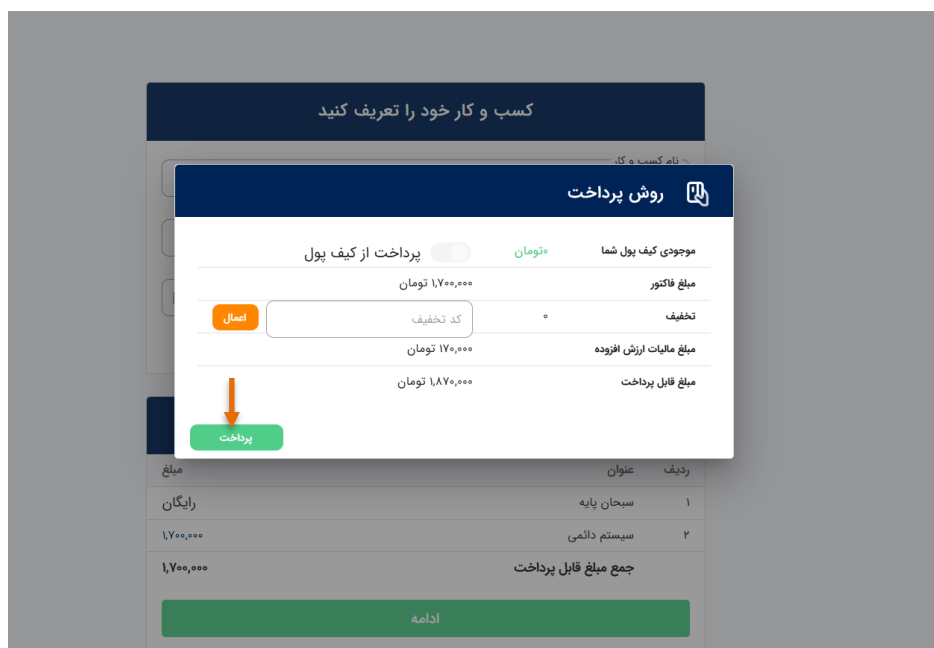 کسب و کار خود را تعریف کنید
نام کسب و کار
روش پرداخت
موجودی کیف پول شما ۰تومان پرداخت از کیف پول
مبلغ فاکتور ۱,۷۰۰,۰۰۰ تومان
تخفیف ۰ کد تخفیف اعمال
مبلغ مالیات ارزش افزوده ۱۷۰,۰۰۰ تومان
مبلغ قابل پرداخت ۱,۸۷۰,۰۰۰ تومان
پرداخت
ردیف عنوان مبلغ
۱ سبحان پایه رایگان
۲ سیستم دائمی ۱,۷۰۰,۰۰۰
جمع مبلغ قابل پرداخت ۱,۷۰۰,۰۰۰
ادامه